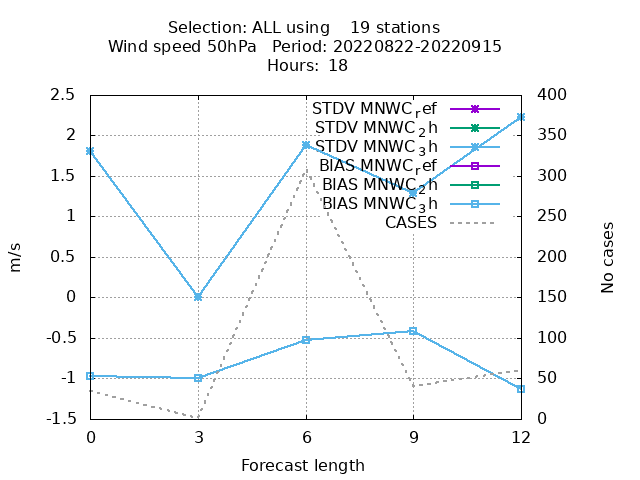 Selection: ALL using    19 stations
Wind speed 50hPa   Period: 20220822-20220915
Hours: 18
2.5
2
1.5
1
0.5
0
-0.5
-1
-1.5
400
350
300
250
200
150
100
50
0
0 3 6 9 12
m/s
No cases
Forecast length
STDV MNWC_ref
STDV MNWC_2h
STDV MNWC_3h
BIAS MNWC_ref
BIAS MNWC_2h
BIAS MNWC_3h
CASES